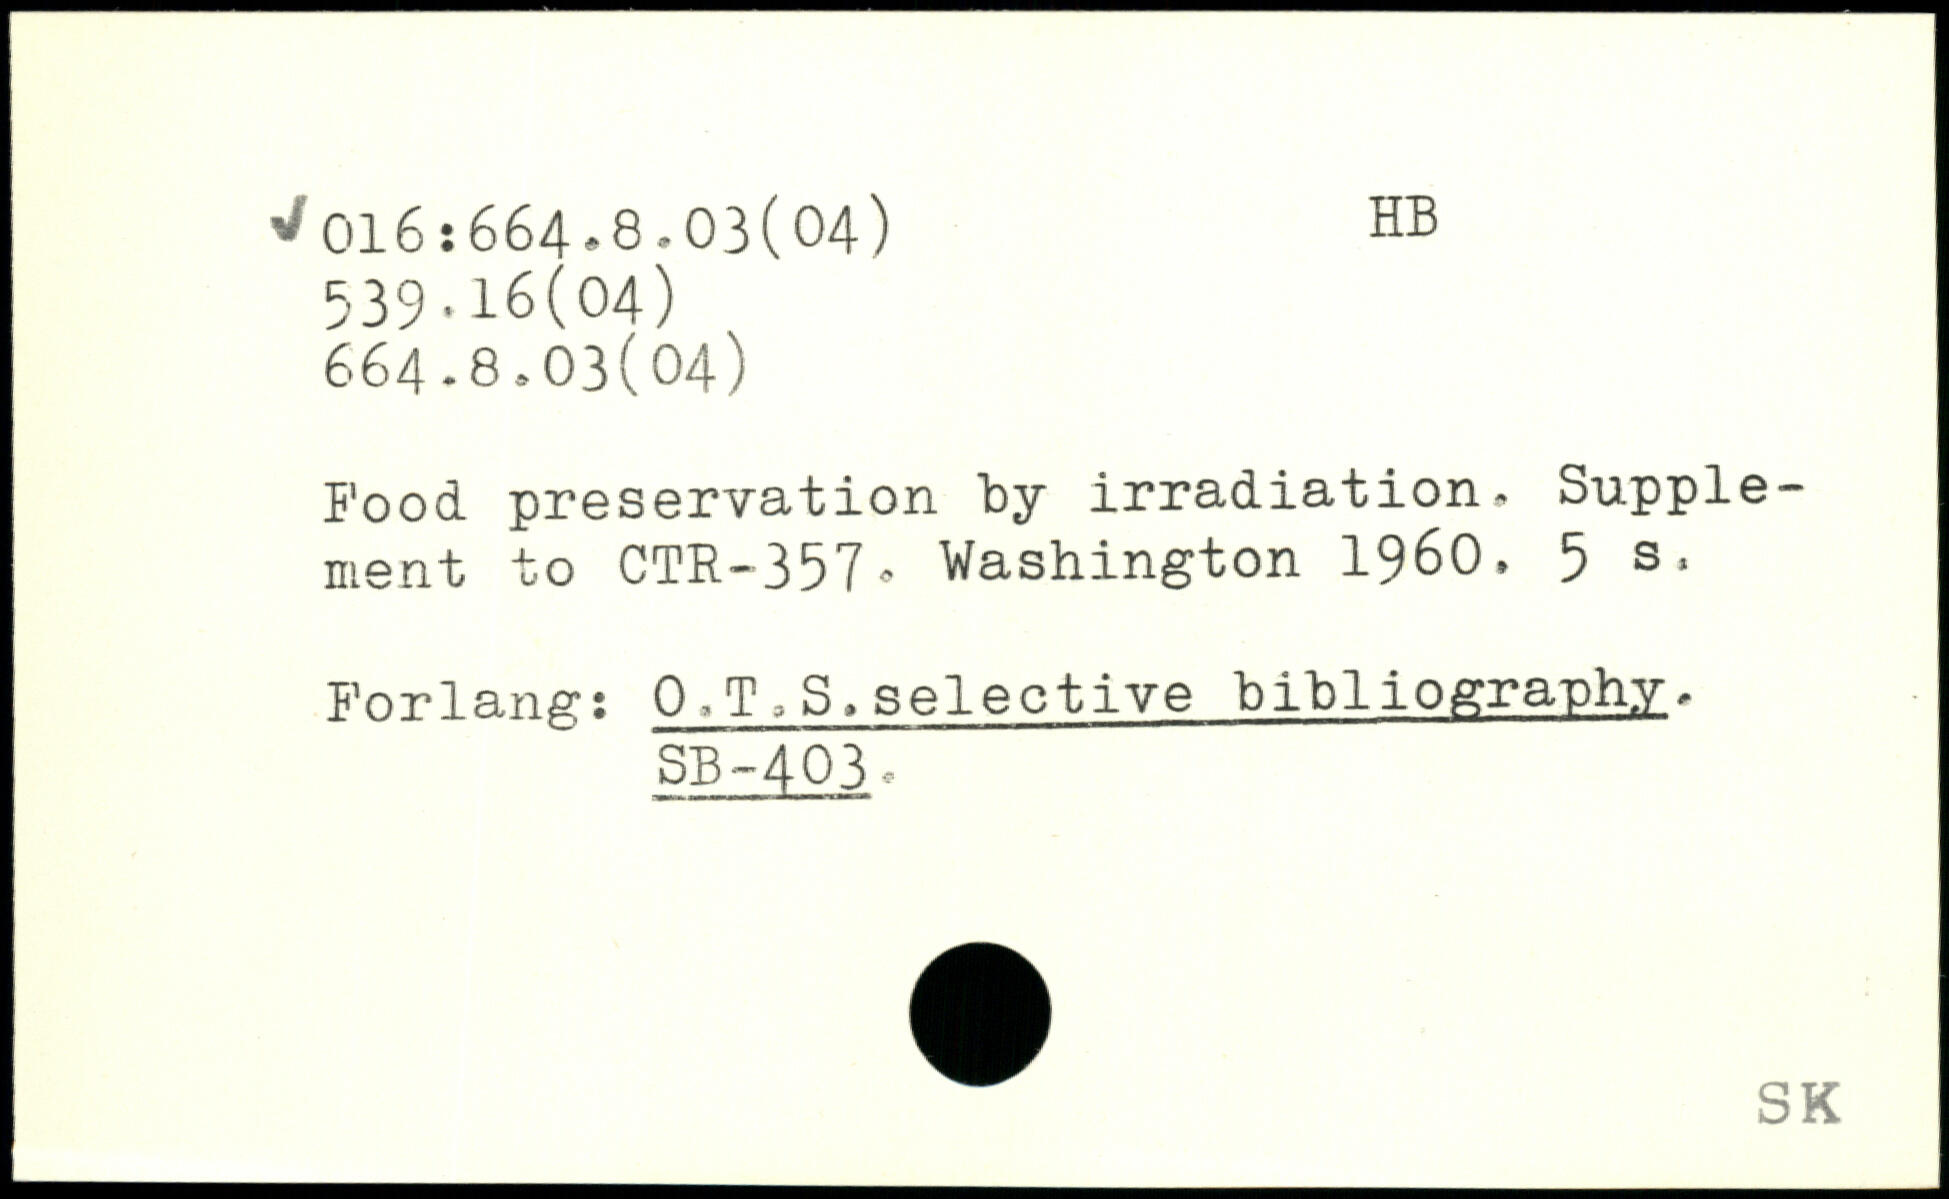 ✓016:664.8.03(04) HB
539.16(04)
664.8.03(04)
Food preservation by irradiation. Supple-
ment to CTR-357. Washington 1960. 5 s.
Forlang: O.T.S.selective bibliography.
SB-403.
SK